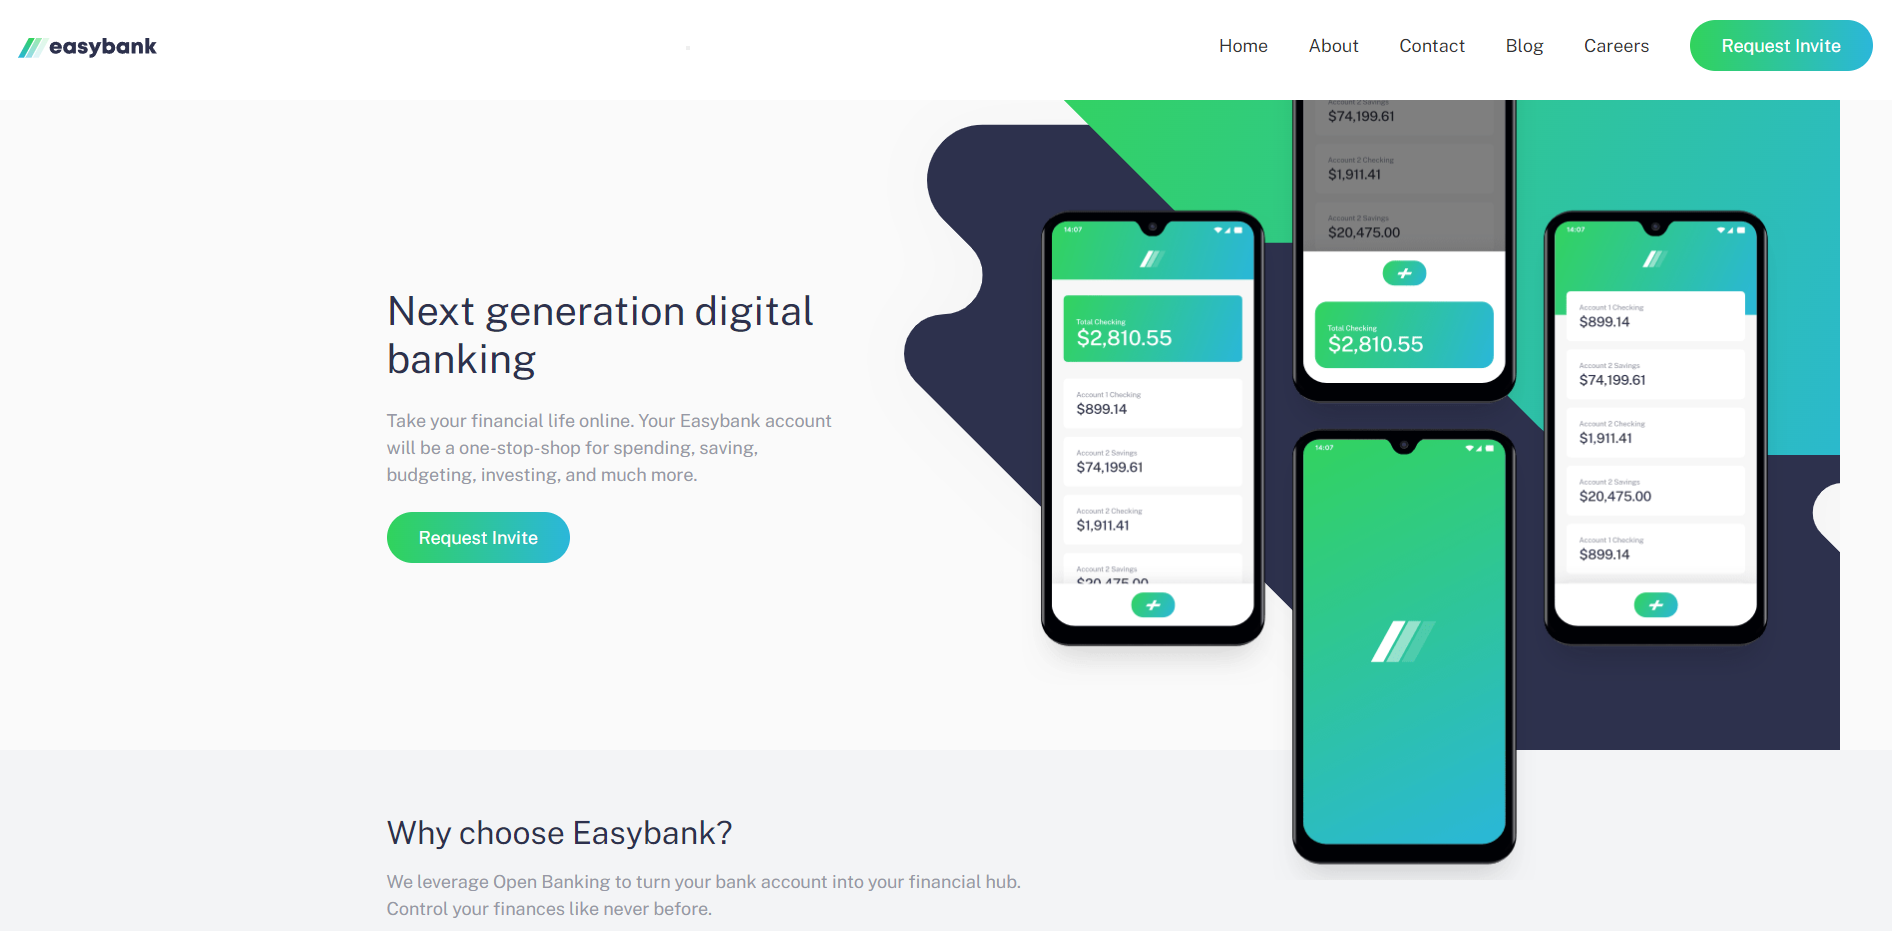 easybank
Home
About
Contact
Blog
Careers
Request Invite
Next generation digital
banking
Take your financial life online. Your Easybank account
will be a one-stop-shop for spending, saving,
budgeting, investing, and much more.
Request Invite
14:07
Total Checking
$2,810.55
Account 1 Checking
$899.14
Account 2 Savings
$74,199.61
Account 2 Checking
$1,911.41
Account 2 Savings
$20,475.00
Account 2 Savings
$74,199.61
Account 2 Checking
$1,911.41
Account 2 Savings
$20,475.00
Total Checking
$2,810.55
14:07
14:07
Account 1 Checking
$899.14
Account 2 Savings
$74,199.61
Account 2 Checking
$1,911.41
Account 2 Savings
$20,475.00
Account 1 Checking
$899.14
Why choose Easybank?
We leverage Open Banking to turn your bank account into your financial hub.
Control your finances like never before.